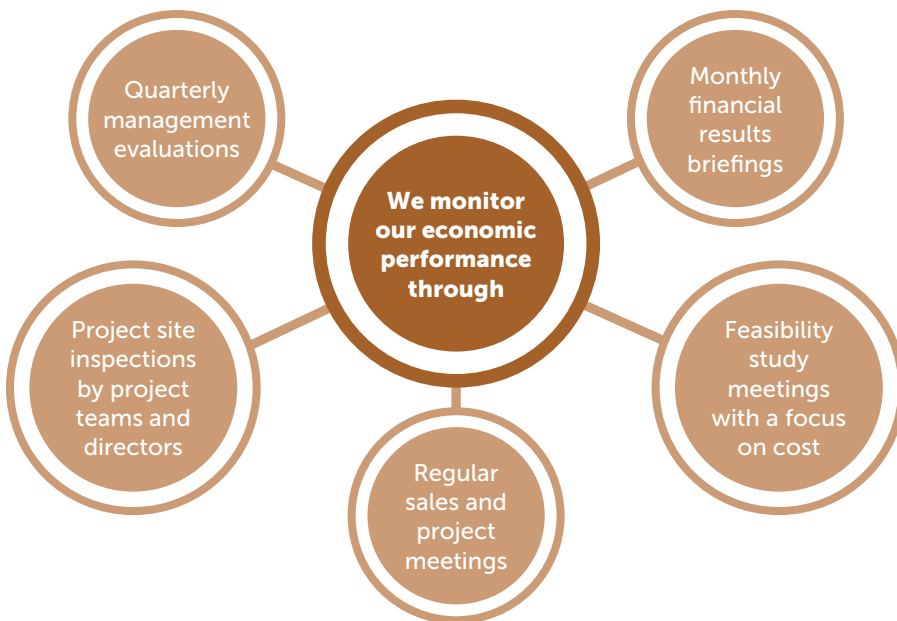 Quarterly
management
evaluations
Monthly
financial
results
briefings
We monitor
our economic
performance
through
Project site
inspections
by project
teams and
directors
Feasibility
study
meetings
with a focus
on cost
Regular
sales and
project
meetings